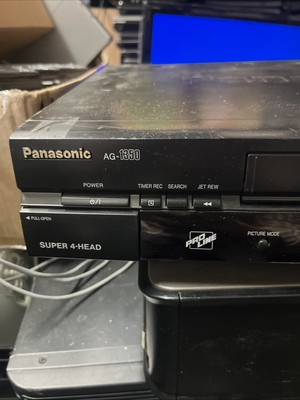 Panasonic AG-1350
POWER TIMER REC SEARCH JET REW
PULL OPEN
SUPER 4-HEAD
PRO LINE
PICTURE MODE